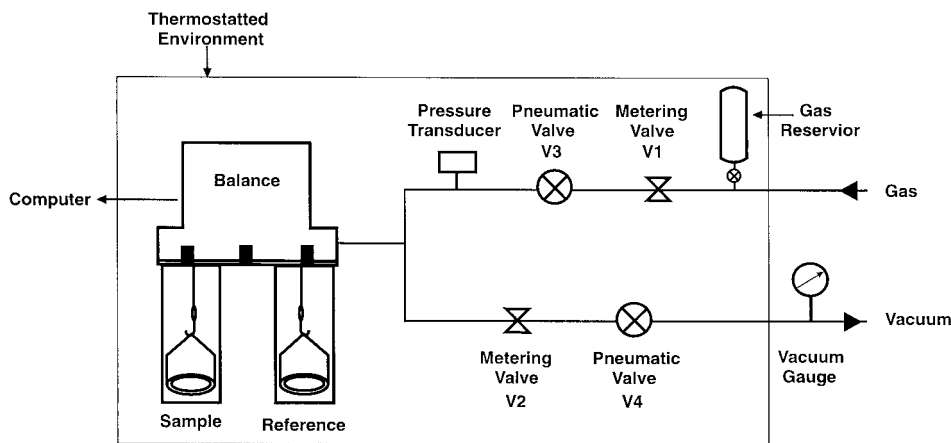 Thermostatted
Environment
Pressure
Transducer
Pneumatic
Valve
V3
Metering
Valve
V1
Gas
Reservior
Balance
Computer
Gas
Metering
Valve
V2
Pneumatic
Valve
V4
Vacuum
Gauge
Vacuum
Sample
Reference